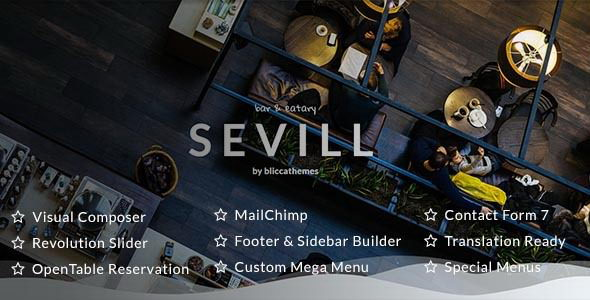 bar & eatary
SEVILL
by bliccathemes
Visual Composer
Revolution Slider
OpenTable Reservation
MailChimp
Footer & Sidebar Builder
Custom Mega Menu
Contact Form 7
Translation Ready
Special Menus